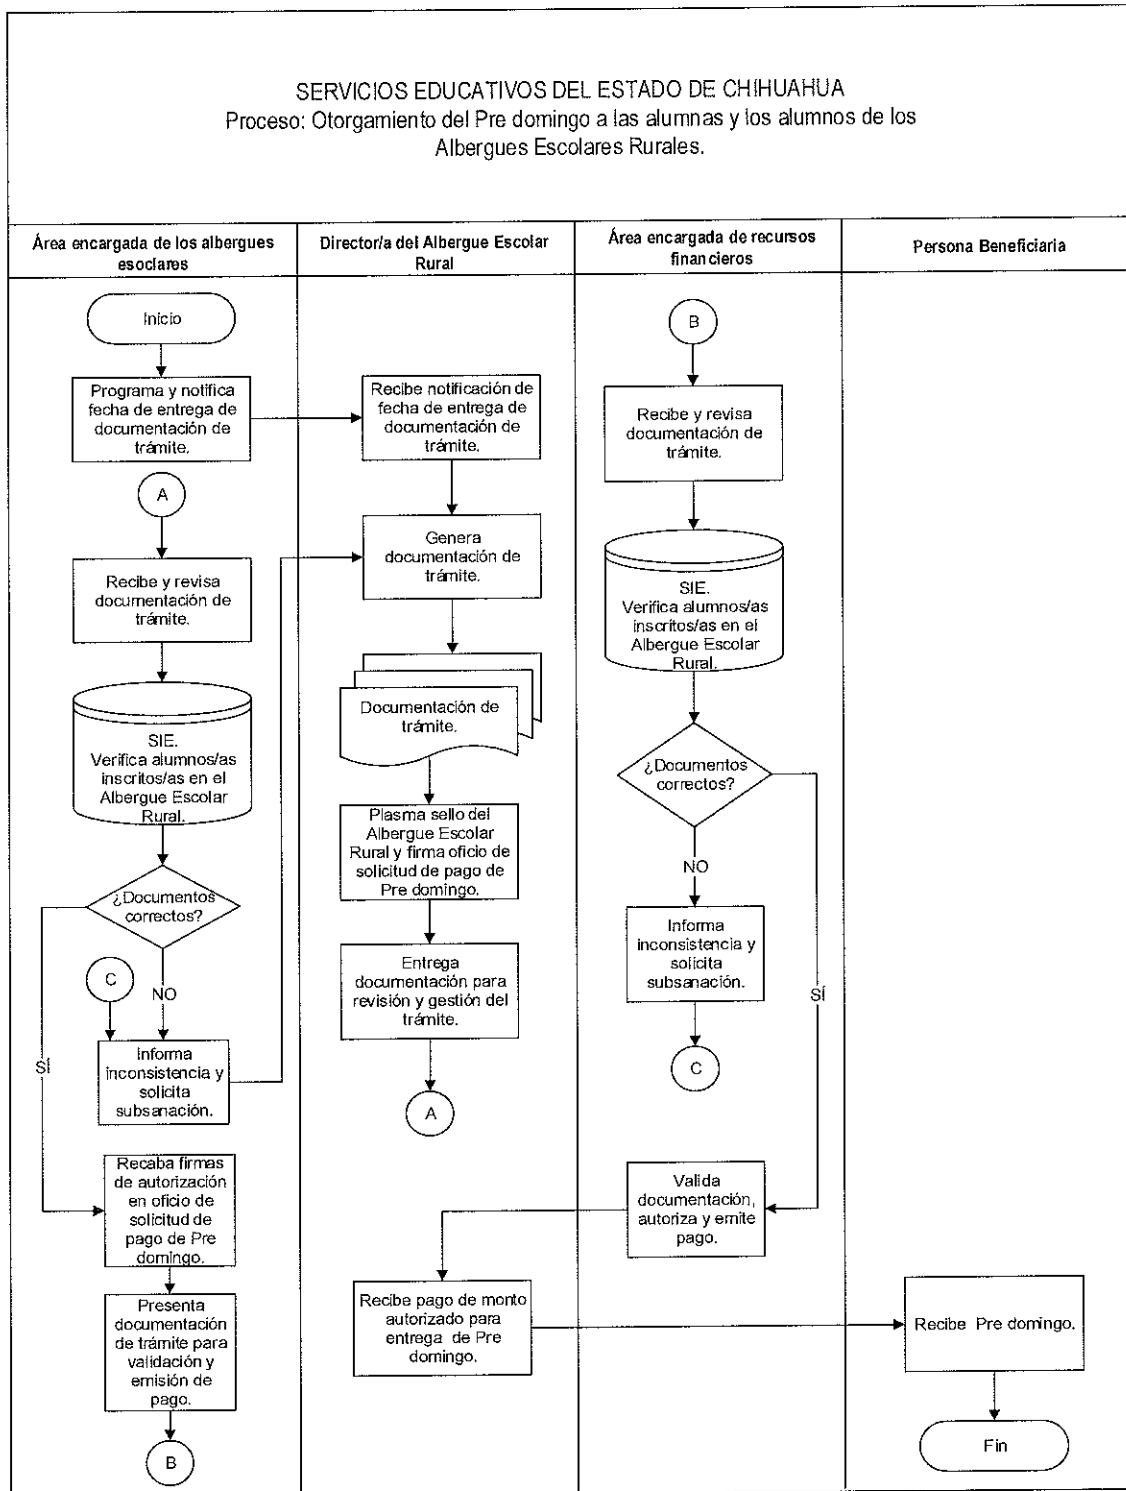 SERVICIOS EDUCATIVOS DEL ESTADO DE CHIHUAHUA
Proceso: Otorgamiento del Pre domingo a las alumnas y los alumnos de los
Albergues Escolares Rurales.
Área encargada de los albergues
esoclares
Director/a del Albergue Escolar
Rural
Área encargada de recursos
financieros
Persona Beneficiaria
Inicio
Programa y notifica
fecha de entrega de
documentación de
trámite.
A
Recibe y revisa
documentación de
trámite.
SIE.
Verifica alumnos/as
inscritos/as en el
Albergue Escolar
Rural.
¿Documentos
correctos?
C
NO
SÍ
Informa
inconsistencia y
solicita
subsanación.
Recaba firmas
de autorización
en oficio de
solicitud de
pago de Pre
domingo.
Presenta
documentación
de trámite para
validación y
emisión de
pago.
B
Recibe notificación de
fecha de entrega de
documentación de
trámite.
Genera
documentación de
trámite.
Documentación de
trámite.
Plasma sello del
Albergue Escolar
Rural y firma oficio de
solicitud de pago de
Pre domingo.
Entrega
documentación para
revisión y gestión del
trámite.
A
Recibe pago de monto
autorizado para
entrega de Pre
domingo.
B
Recibe y revisa
documentación de
trámite.
SIE.
Verifica alumnos/as
inscritos/as en el
Albergue Escolar
Rural.
¿Documentos
correctos?
NO
SÍ
Informa
inconsistencia y
solicita
subsanación.
C
Valida
documentación,
autoriza y emite
pago.
Recibe Pre domingo.
Fin